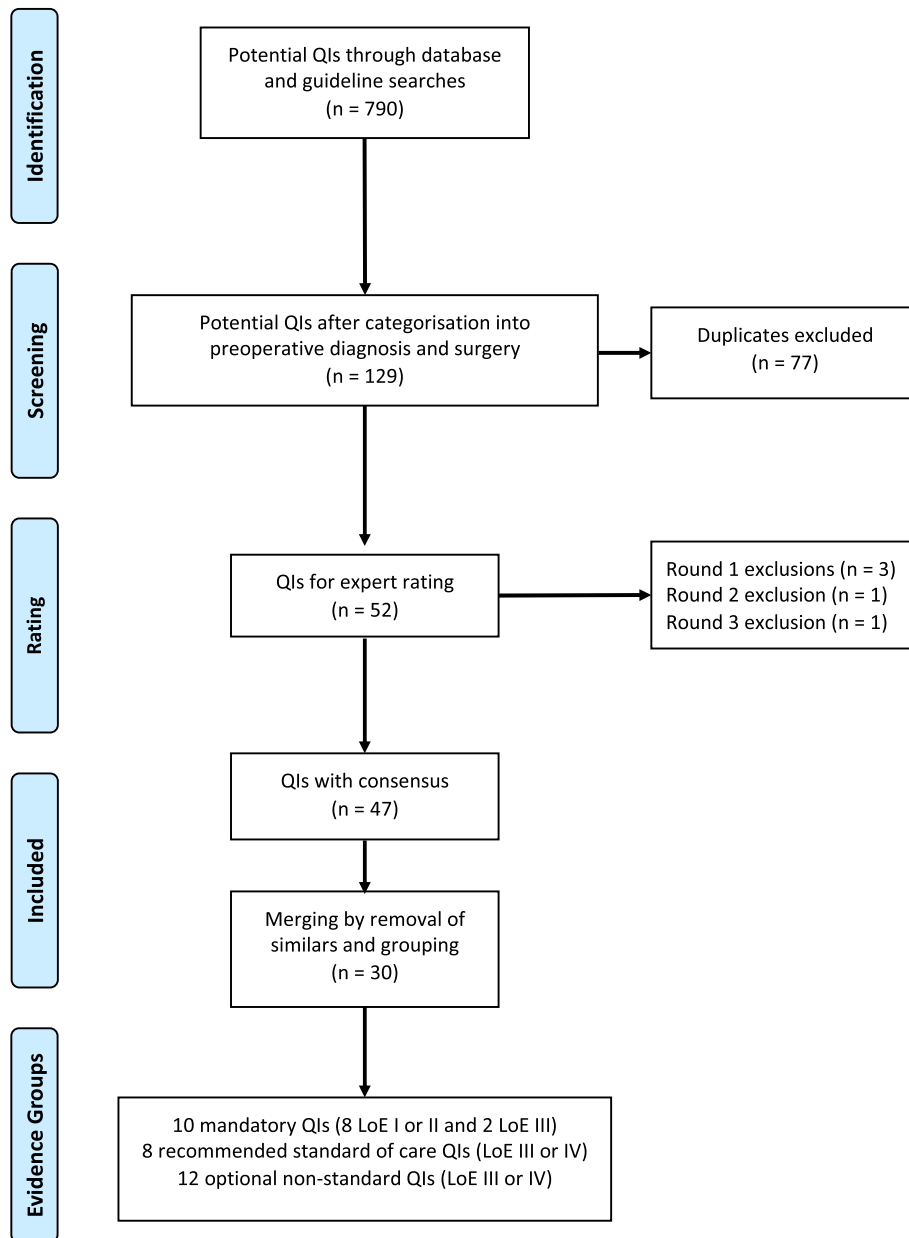 Identification
Potential QIs through database
and guideline searches
(n = 790)
Screening
Potential QIs after categorisation into
preoperative diagnosis and surgery
(n = 129)
Duplicates excluded
(n = 77)
Rating
QIs for expert rating
(n = 52)
Round 1 exclusions (n = 3)
Round 2 exclusion (n = 1)
Round 3 exclusion (n = 1)
Included
QIs with consensus
(n = 47)
Merging by removal of
similars and grouping
(n = 30)
Evidence Groups
10 mandatory QIs (8 LoE I or II and 2 LoE III)
8 recommended standard of care QIs (LoE III or IV)
12 optional non-standard QIs (LoE III or IV)